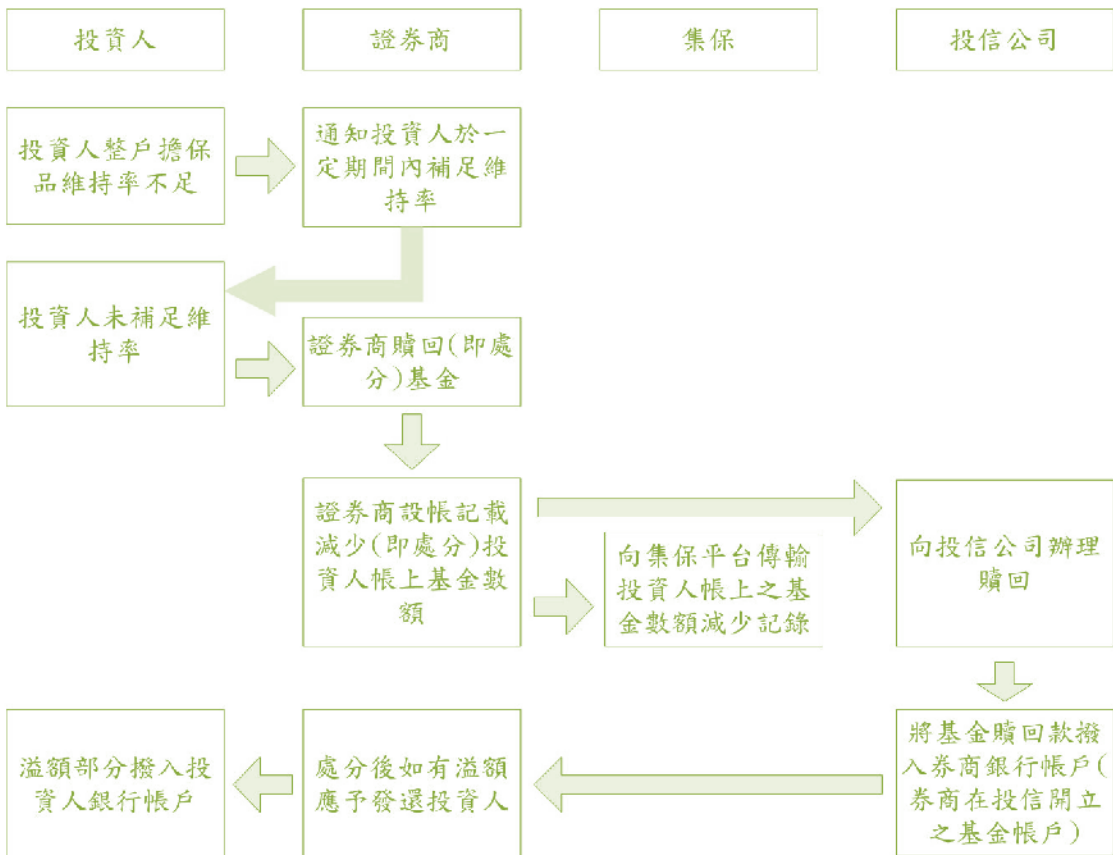 投資人
證券商
集保
投信公司
投資人整戶擔保
品維持率不足
通知投資人於一
定期間內補足維
持率
投資人未補足維
持率
證券商贖回(即處
分)基金
證券商設帳記載
減少(即處分)投
資人帳上基金數
額
向集保平台傳輸
投資人帳上之基
金數額減少記錄
向投信公司辦理
贖回
將基金贖回款撥
入券商銀行帳戶(
券商在投信開立
之基金帳戶)
處分後如有溢額
應予發還投資人
溢額部分撥入投
資人銀行帳戶